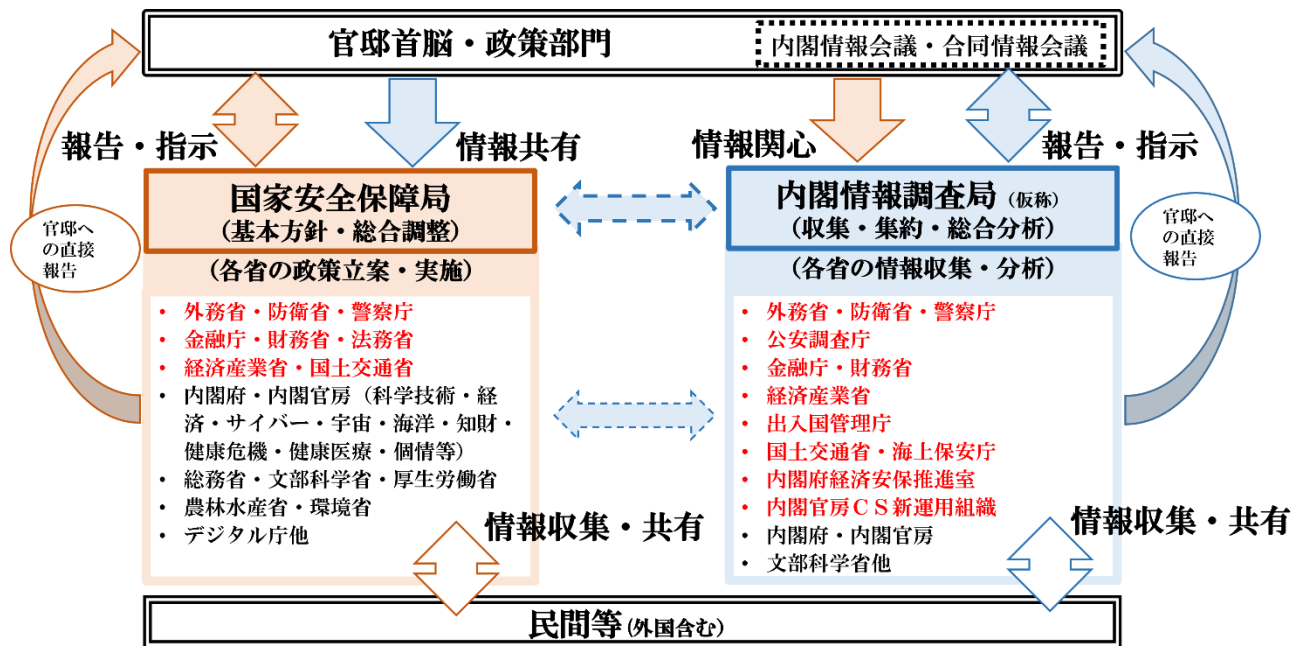 官邸首脳・政策部門
内閣情報会議・合同情報会議
報告・指示
情報共有
情報関心
報告・指示
官邸へ
の直接
報告
国家安全保障局
(基本方針・総合調整)
(各省の政策立案・実施)
・ 外務省・防衛省・警察庁
・ 金融庁・財務省・法務省
・ 経済産業省・国土交通省
・ 内閣府・内閣官房（科学技術・経
済・サイバー・宇宙・海洋・知財・
健康危機・健康医療・個情等）
・ 総務省・文部科学省・厚生労働省
・ 農林水産省・環境省
・ デジタル庁他
情報収集・共有
内閣情報調査局（仮称）
(収集・集約・総合分析)
(各省の情報収集・分析)
・ 外務省・防衛省・警察庁
・ 公安調査庁
・ 金融庁・財務省
・ 経済産業省
・ 出入国管理庁
・ 国土交通省・海上保安庁
・ 内閣府経済安保推進室
・ 内閣官房ＣＳ新運用組織
・ 内閣府・内閣官房
・ 文部科学省他
官邸へ
の直接
報告
情報収集・共有
民間等(外国含む)